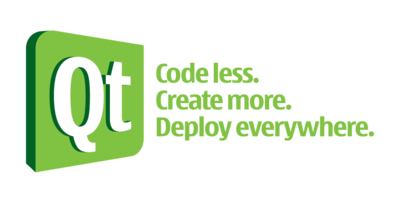 Qt
Code less.
Create more.
Deploy everywhere.